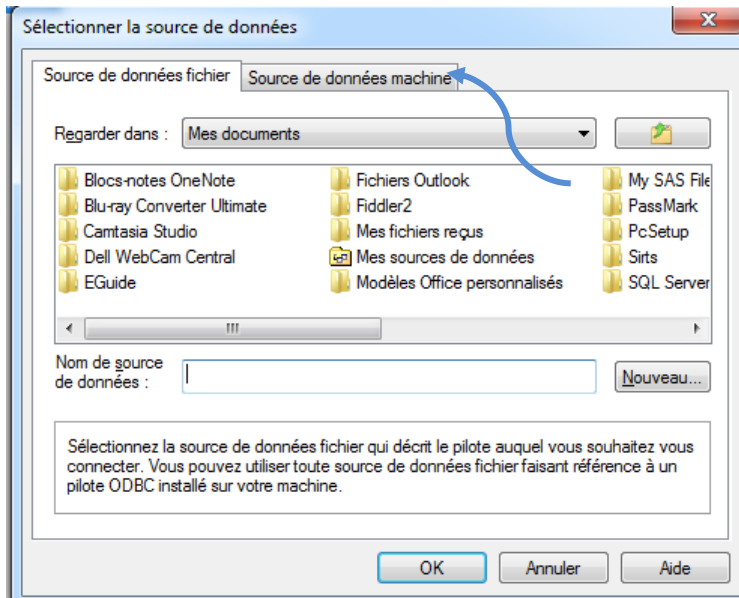 Sélectionner la source de données
Source de données fichier
Source de données machine
Regarder dans :
Mes documents
Blocs-notes OneNote
Blu-ray Converter Ultimate
Camtasia Studio
Dell WebCam Central
EGuide
Fichiers Outlook
Fiddler2
Mes fichiers reçus
Mes sources de données
Modèles Office personnalisés
My SAS File
PassMark
PcSetup
Sirts
SQL Server
Nom de source
de données :
Nouveau...
Sélectionnez la source de données fichier qui décrit le pilote auquel vous souhaitez vous
connecter. Vous pouvez utiliser toute source de données fichier faisant référence à un
pilote ODBC installé sur votre machine.
OK
Annuler
Aide